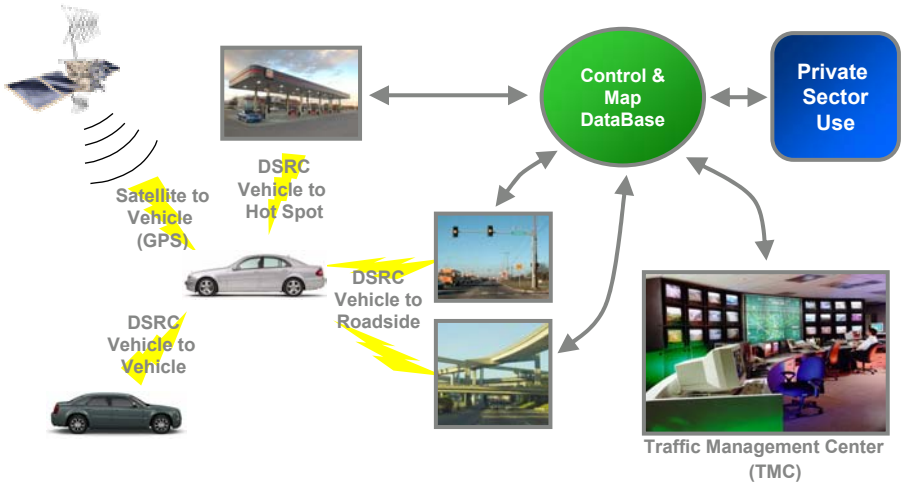 Control &
Map
DataBase
Private
Sector
Use
DSRC
Vehicle to
Hot Spot
Satellite to
Vehicle
(GPS)
DSRC
Vehicle to
Roadside
DSRC
Vehicle to
Vehicle
Traffic Management Center
(TMC)